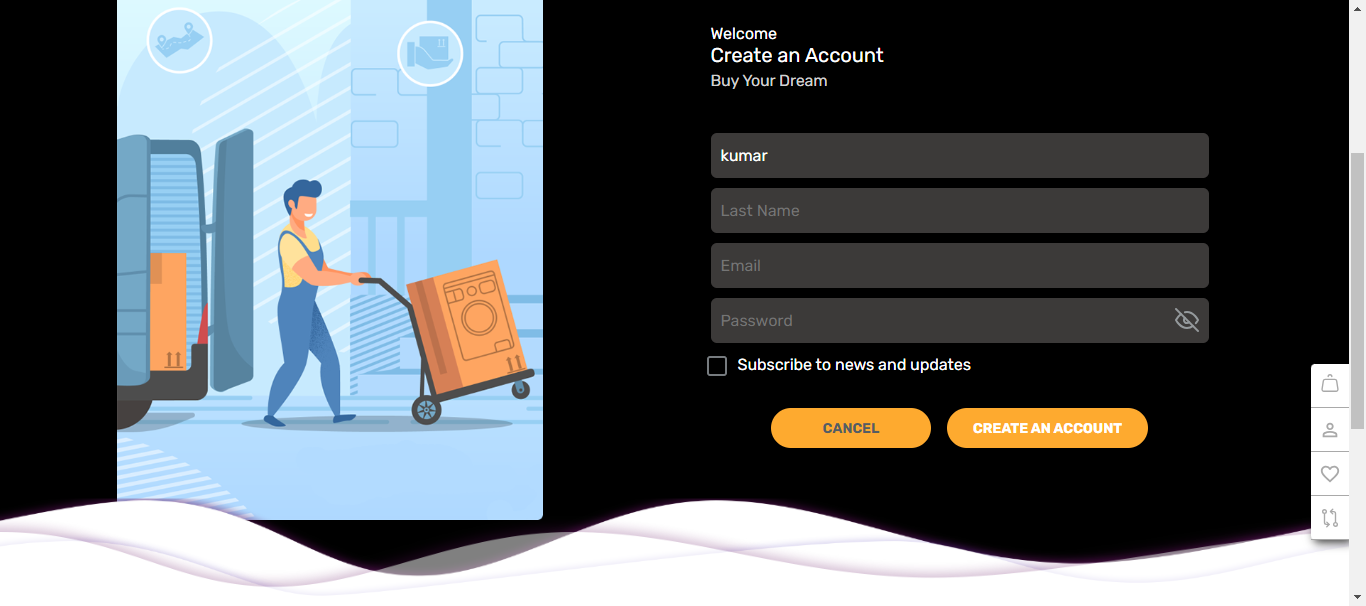 Welcome
Create an Account
Buy Your Dream
kumar
Last Name
Email
Password
Subscribe to news and updates
CANCEL
CREATE AN ACCOUNT